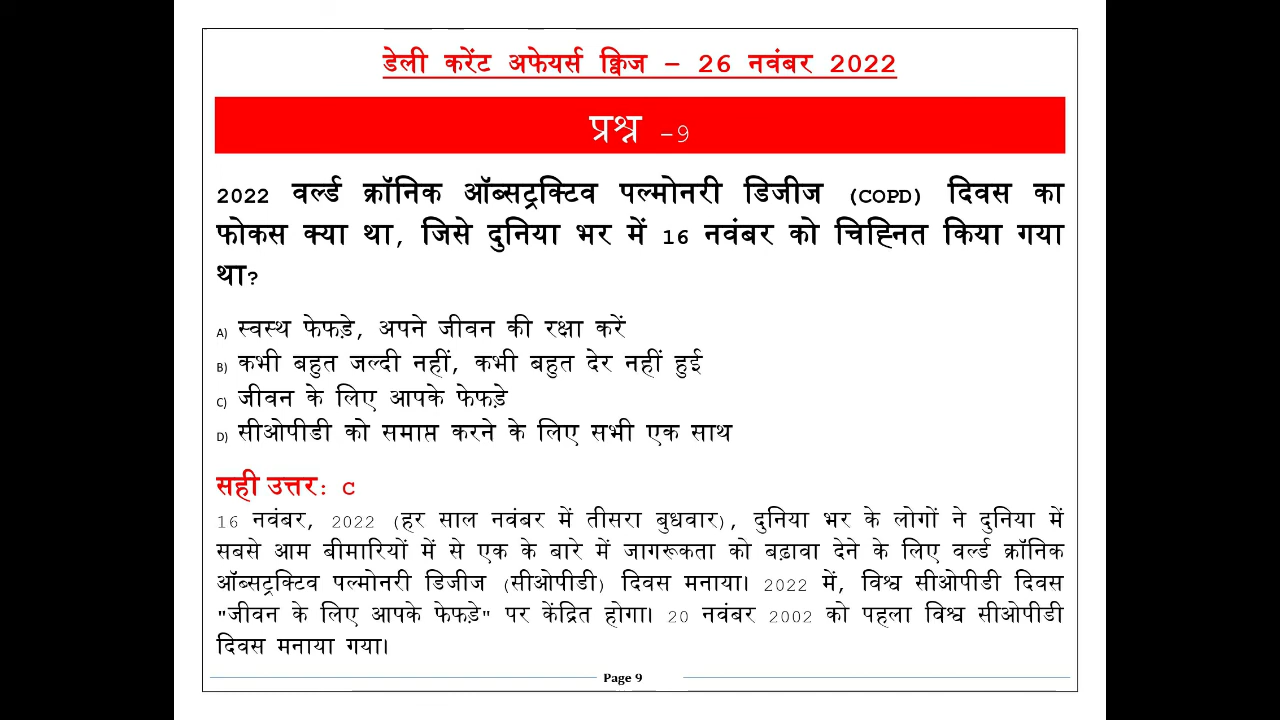 डेली करेंट अफेयर्स क्विज – 26 नवंबर 2022
प्रश्न -9
2022 वर्ल्ड क्रॉनिक ऑब्सट्रक्टिव पल्मोनरी डिजीज (COPD) दिवस का
फोकस क्या था, जिसे दुनिया भर में 16 नवंबर को चिह्नित किया गया
था?
A) स्वस्थ फेफड़े, अपने जीवन की रक्षा करें
B) कभी बहुत जल्दी नहीं, कभी बहुत देर नहीं हुई
C) जीवन के लिए आपके फेफड़े
D) सीओपीडी को समाप्त करने के लिए सभी एक साथ
सही उत्तर: C
16 नवंबर, 2022 (हर साल नवंबर में तीसरा बुधवार), दुनिया भर के लोगों ने दुनिया में
सबसे आम बीमारियों में से एक के बारे में जागरूकता को बढ़ावा देने के लिए वर्ल्ड क्रॉनिक
ऑब्सट्रक्टिव पल्मोनरी डिजीज (सीओपीडी) दिवस मनाया। 2022 में, विश्व सीओपीडी दिवस
"जीवन के लिए आपके फेफड़े" पर केंद्रित होगा। 20 नवंबर 2002 को पहला विश्व सीओपीडी
दिवस मनाया गया।
Page 9